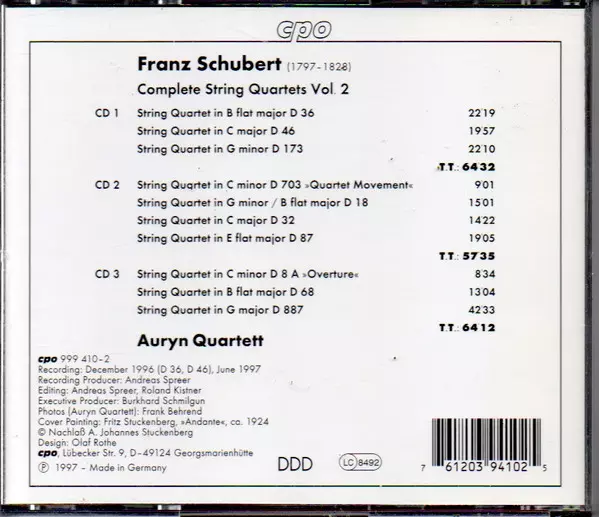 cpo
Franz Schubert (1797-1828)
Complete String Quartets Vol. 2
CD 1 String Quartet in B flat major D 36 22'19
String Quartet in C major D 46 19'57
String Quartet in G minor D 173 22'10
T.T.: 64'32
CD 2 String Quartet in C minor D 703 »Quartet Movement« 9'01
String Quartet in G minor / B flat major D 18 15'01
String Quartet in C major D 32 14'22
String Quartet in E flat major D 87 19'05
T.T.: 57'35
CD 3 String Quartet in C minor D 8 A »Overture« 8'34
String Quartet in B flat major D 68 13'04
String Quartet in G major D 887 42'33
T.T.: 64'12
Auryn Quartett
cpo 999 410-2
Recording: December 1996 (D 36, D 46), June 1997
Recording Producer: Andreas Spreer
Editing: Andreas Spreer, Roland Kistner
Executive Producer: Burkhard Schmilgun
Photos (Auryn Quartett): Frank Behrend
Cover Painting: Fritz Stuckenberg, »Andante«, ca. 1924
© Nachlaß A. Johannes Stuckenberg
Design: Olaf Rothe
cpo, Lübecker Str. 9, D-49124 Georgsmarienhütte
℗ 1997 - Made in Germany
DDD
LC 8492
7 61203 94102 5